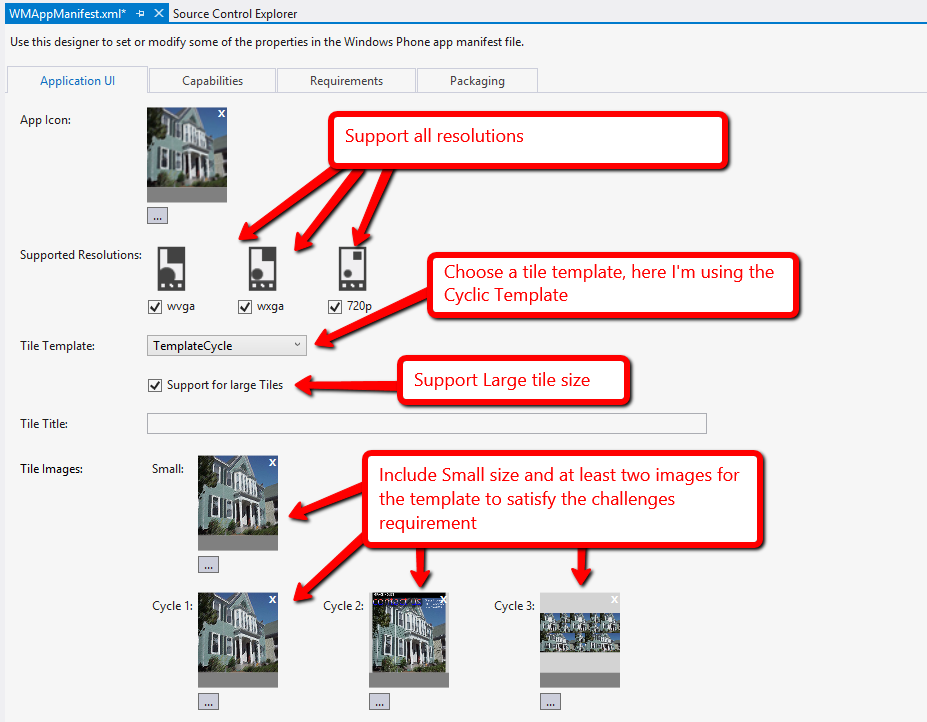 WMAppManifest.xml* Source Control Explorer
Use this designer to set or modify some of the properties in the Windows Phone app manifest file.
Application UI Capabilities Requirements Packaging
App Icon:
X
...
Support all resolutions
Supported Resolutions:
wvga wxga 720p
Choose a tile template, here I'm using the
Cyclic Template
Tile Template: TemplateCycle
Support for large Tiles
Support Large tile size
Tile Title:
Tile Images: Small:
X
...
Include Small size and at least two images for
the template to satisfy the challenges
requirement
Cycle 1: X Cycle 2: X Cycle 3: X
... ... ...